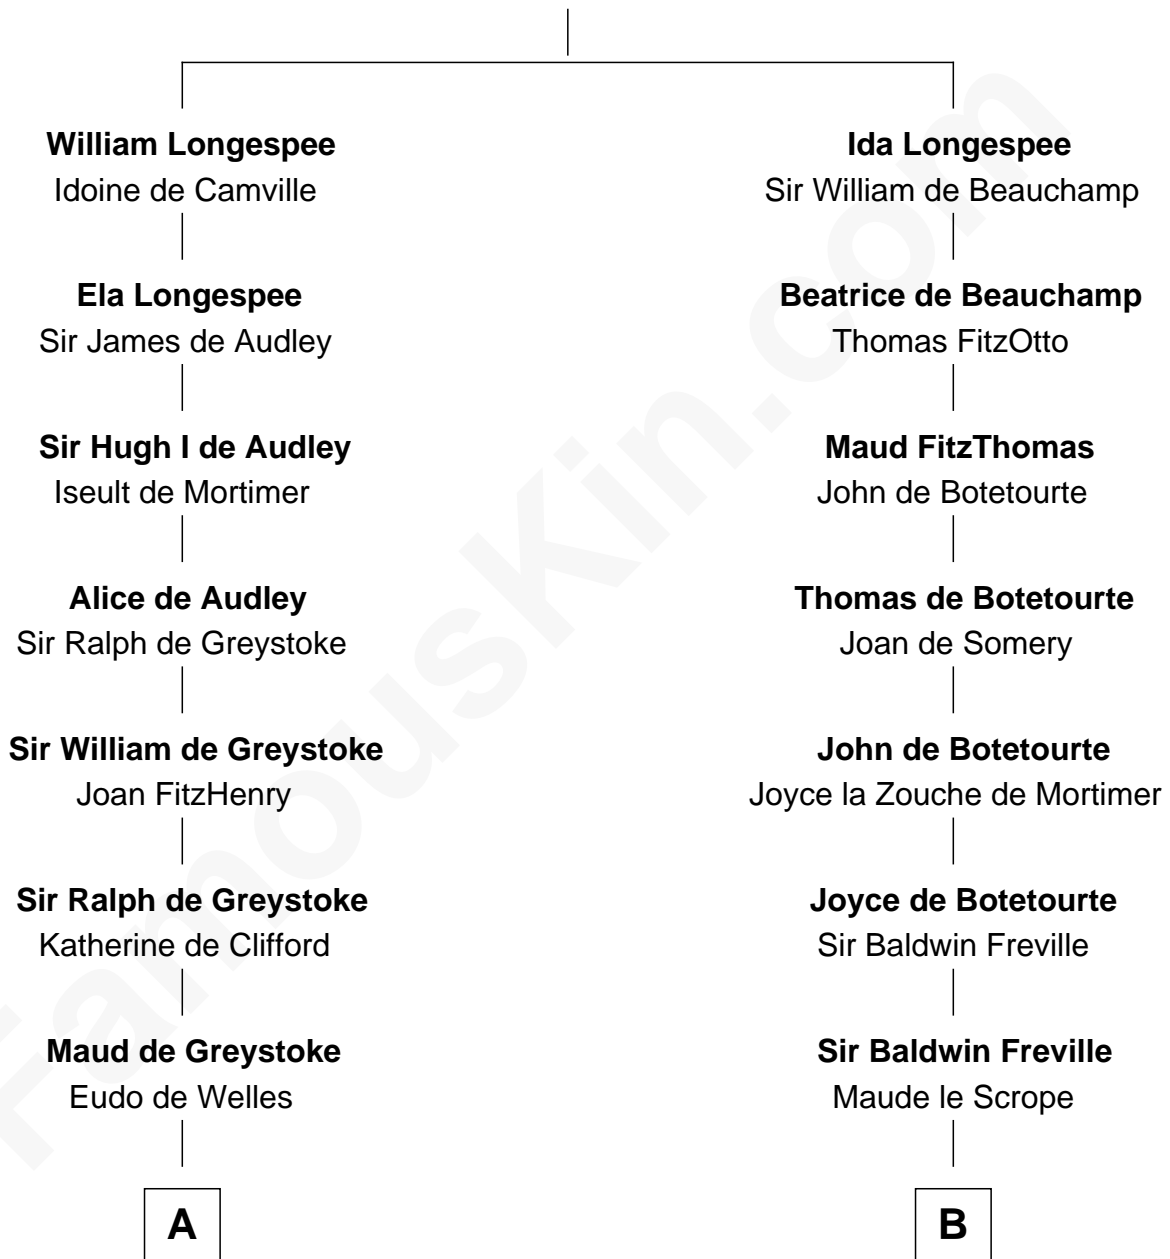 William Longespee
Idoine de Camville
Ida Longespee
Sir William de Beauchamp
Ela Longespee
Sir James de Audley
Beatrice de Beauchamp
Thomas FitzOtto
Sir Hugh I de Audley
Iseult de Mortimer
Maud FitzThomas
John de Botetourte
Alice de Audley
Sir Ralph de Greystoke
Thomas de Botetourte
Joan de Somery
Sir William de Greystoke
Joan FitzHenry
John de Botetourte
Joyce la Zouche de Mortimer
Sir Ralph de Greystoke
Katherine de Clifford
Joyce de Botetourte
Sir Baldwin Freville
Maud de Greystoke
Eudo de Welles
Sir Baldwin Freville
Maude le Scrope
A
B
FamousKin.com